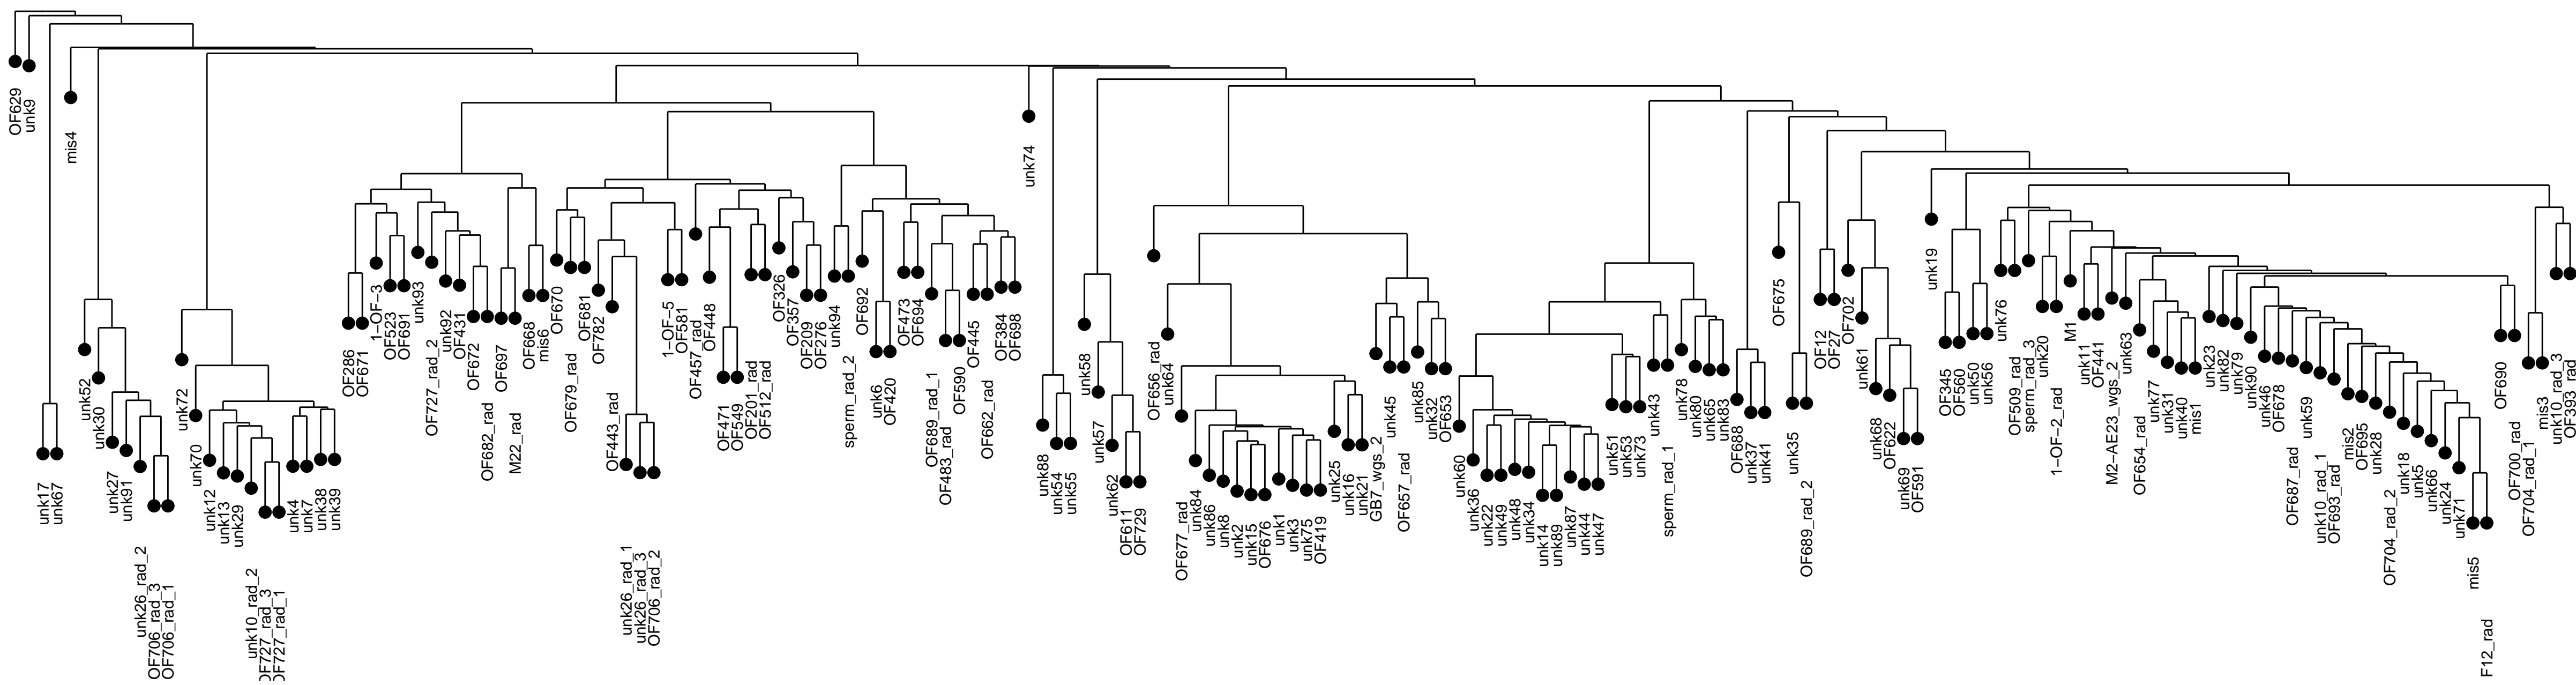 OF629
unk9
unk17
unk67
mis4
unk52
unk30
unk27
unk91
unk26_rad_2
OF706_rad_3
OF706_rad_1
unk72
unk70
unk12
unk13
unk29
unk10_rad_2
OF727_rad_3
OF727_rad_1
unk4
unk7
unk38
unk39
OF286
OF671
1−OF−3
OF523
OF691
unk93
OF727_rad_2
unk92
OF431
OF672
OF682_rad
OF697
M22_rad
OF668
mis6
OF670
OF679_rad
OF681
OF782
OF443_rad
unk26_rad_1
unk26_rad_3
OF706_rad_2
1−OF−5
OF581
OF457_rad
OF448
OF471
OF549
OF201_rad
OF512_rad
OF326
OF357
OF209
OF276
unk94
sperm_rad_2
OF692
unk6
OF420
OF473
OF694
OF689_rad_1
OF483_rad
OF590
OF445
OF662_rad
OF384
OF698
unk74
unk88
unk54
unk55
unk58
unk57
unk62
OF611
OF729
OF656_rad
unk64
OF677_rad
unk84
unk86
unk8
unk2
unk15
OF676
unk1
unk3
unk75
OF419
unk25
unk16
unk21
GB7_wgs_2
unk45
OF657_rad
unk85
unk32
OF653
unk60
unk36
unk22
unk49
unk48
unk34
unk14
unk89
unk87
unk44
unk47
unk51
unk53
unk73
unk43
sperm_rad_1
unk78
unk80
unk65
unk83
OF688
unk37
unk41
OF675
unk35
OF689_rad_2
OF12
OF27
OF702
unk61
unk68
OF622
unk69
OF591
unk19
OF345
OF560
unk50
unk56
unk76
OF509_rad
sperm_rad_3
unk20
1−OF−2_rad
M1
unk11
OF441
M2−AE23_wgs_2
unk63
OF654_rad
unk77
unk31
unk40
mis1
unk23
unk82
unk79
unk90
unk46
OF678
OF687_rad
unk59
unk10_rad_1
OF693_rad
mis2
OF695
unk28
OF704_rad_2
unk18
unk5
unk66
unk24
unk71
mis5
F12_rad
OF690
OF700_rad
OF704_rad_1
mis3
unk10_rad_3
OF393_rad